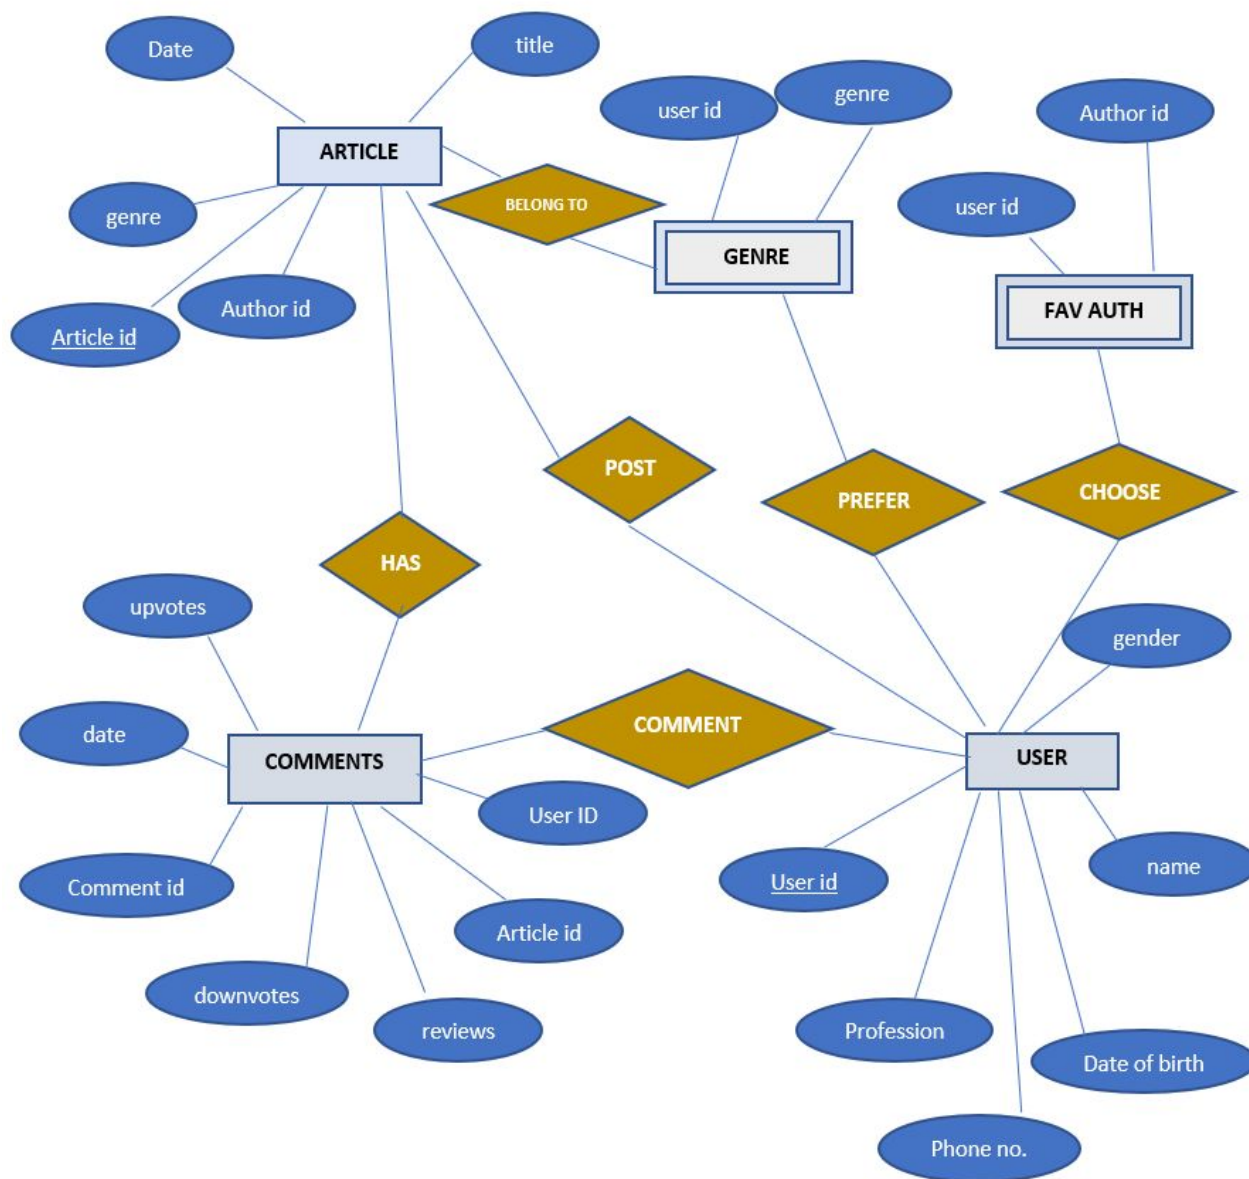 Date
title
user id
genre
Author id
ARTICLE
genre
BELONG TO
user id
GENRE
Article id
Author id
FAV AUTH
POST
PREFER
CHOOSE
HAS
upvotes
gender
date
COMMENT
COMMENTS
USER
User ID
Comment id
User id
name
Article id
downvotes
reviews
Profession
Date of birth
Phone no.